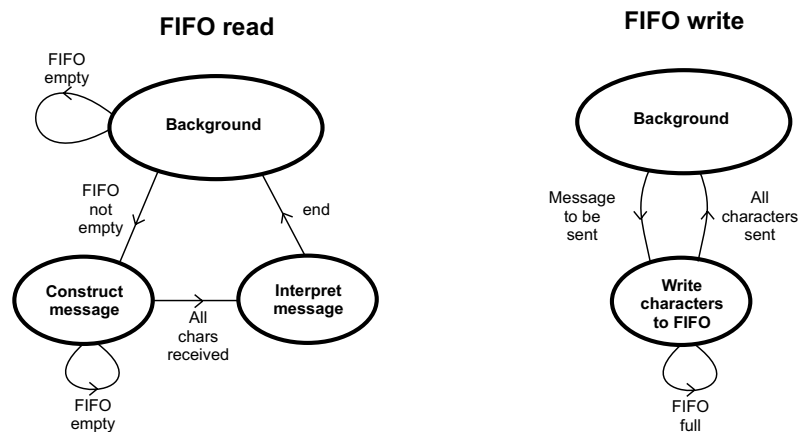 FIFO read
FIFO
empty
Background
FIFO
not
empty
end
Construct
message
Interpret
message
All
chars
received
FIFO
empty
FIFO write
Background
Message
to be
sent
All
characters
sent
Write
characters
to FIFO
FIFO
full